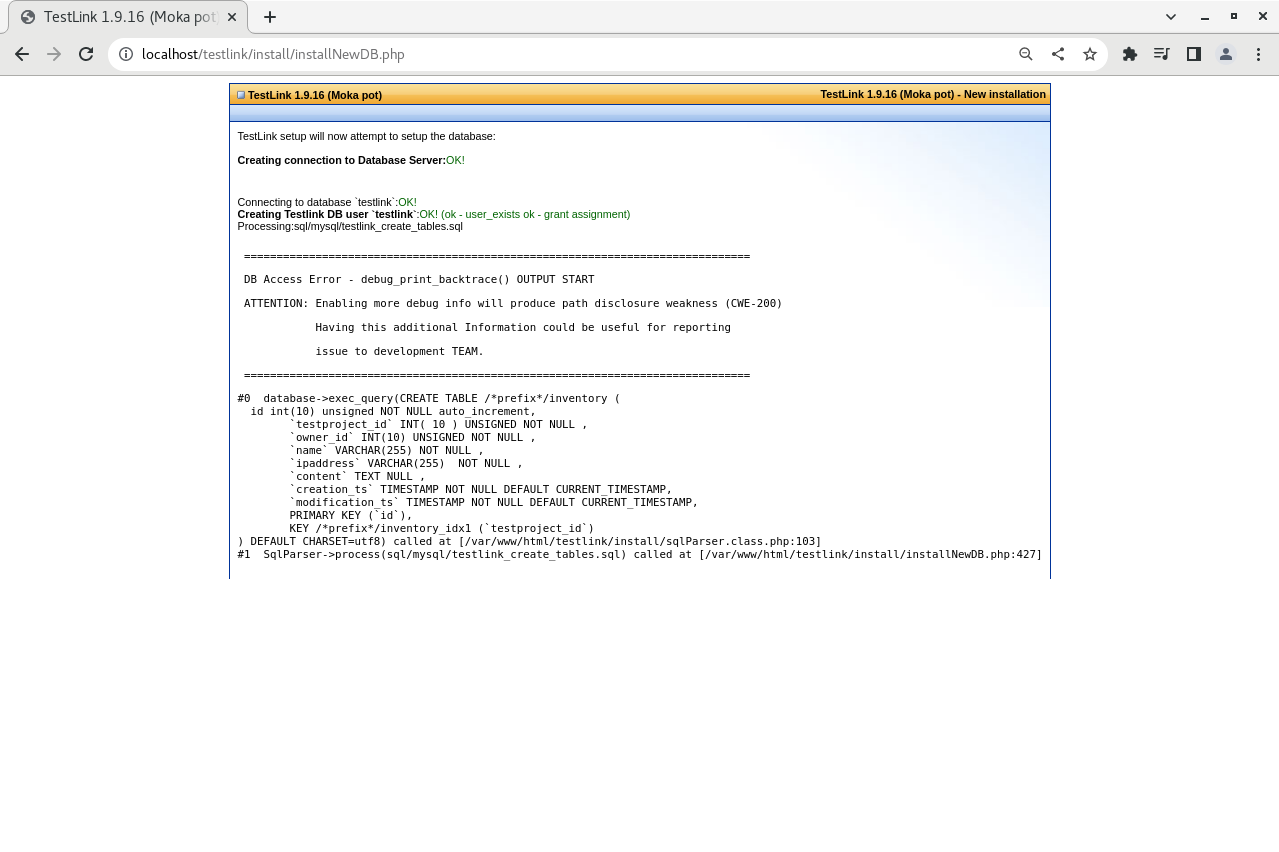 TestLink 1.9.16 (Moka pot
localhost/testlink/install/installNewDB.php
TestLink 1.9.16 (Moka pot)
TestLink 1.9.16 (Moka pot) - New installation
TestLink setup will now attempt to setup the database:
Creating connection to Database Server:OK!
Connecting to database `testlink`:OK!
Creating Testlink DB user `testlink`:OK! (ok - user_exists ok - grant assignment)
Processing:sql/mysql/testlink_create_tables.sql
==============================================================================
DB Access Error - debug_print_backtrace() OUTPUT START
ATTENTION: Enabling more debug info will produce path disclosure weakness (CWE-200)
Having this additional Information could be useful for reporting
issue to development TEAM.
==============================================================================
#0  database->exec_query(CREATE TABLE /*prefix*/inventory (
id int(10) unsigned NOT NULL auto_increment,
`testproject_id` INT( 10 ) UNSIGNED NOT NULL ,
`owner_id` INT(10) UNSIGNED NOT NULL ,
`name` VARCHAR(255) NOT NULL ,
`ipaddress` VARCHAR(255)  NOT NULL ,
`content` TEXT NULL ,
`creation_ts` TIMESTAMP NOT NULL DEFAULT CURRENT_TIMESTAMP,
`modification_ts` TIMESTAMP NOT NULL DEFAULT CURRENT_TIMESTAMP,
PRIMARY KEY (`id`),
KEY /*prefix*/inventory_idx1 (`testproject_id`)
) DEFAULT CHARSET=utf8) called at [/var/www/html/testlink/install/sqlParser.class.php:103]
#1  SqlParser->process(sql/mysql/testlink_create_tables.sql) called at [/var/www/html/testlink/install/installNewDB.php:427]